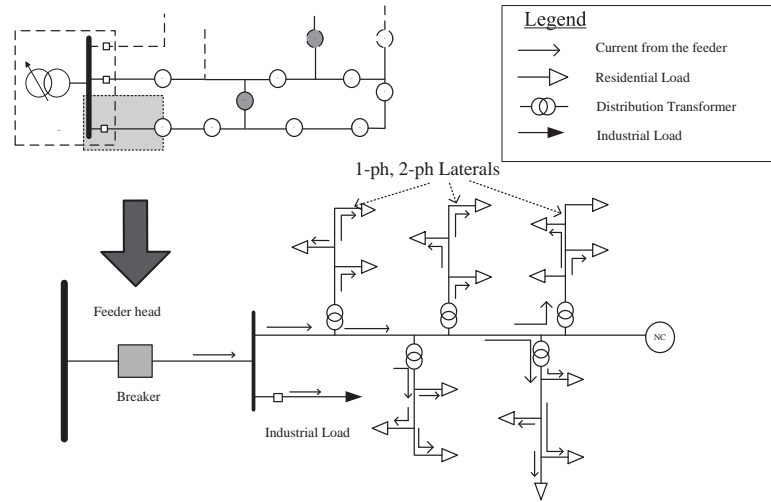 Legend
Current from the feeder
Residential Load
Distribution Transformer
Industrial Load
1-ph, 2-ph Laterals
Feeder head
Breaker
Industrial Load
NC